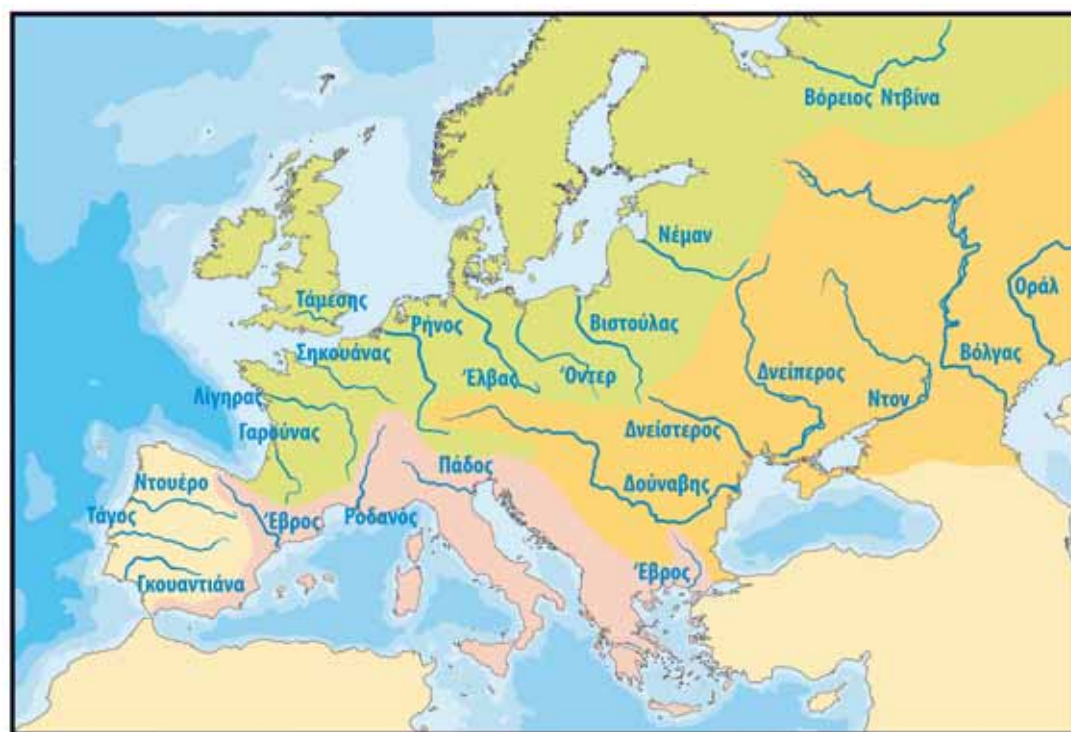 Βόρειος Ντβίνα
Νέμαν
Οράλ
Τάμεσης
Ρήνος
Βιστούλας
Σηκουάνας
Βόλγας
Έλβας
Όντερ
Δνείπερος
Λίγηρας
Ντον
Γαρούνας
Δνείστερος
Πάδος
Ντουέρο
Δούναβης
Τάγος
Έβρος
Ροδανός
Έβρος
Γκουαντιάνα